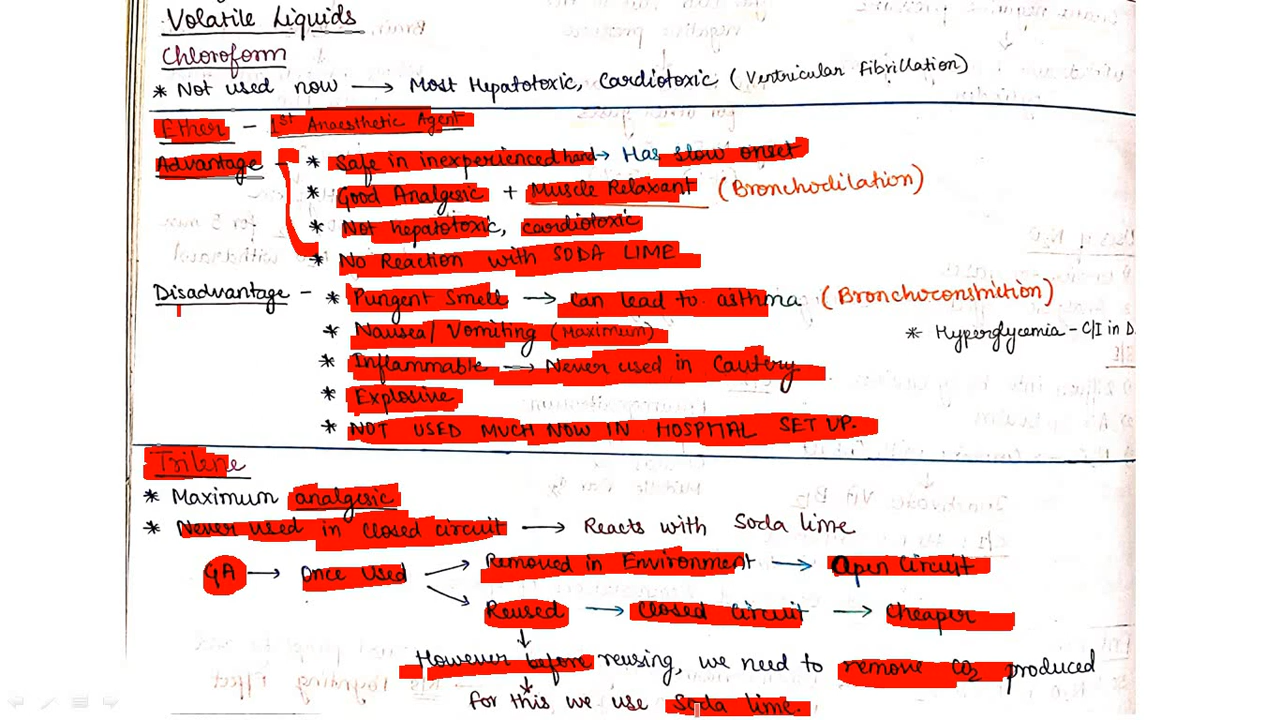 Volatile Liquids
Chloroform
* Not used now → Most Hepatotoxic, Cardiotoxic (Ventricular Fibrillation)
Ether - 1st Anaesthetic Agent
Advantage - * Safe in inexperienced hand → Has slow onset
* Good Analgesic + Muscle Relaxant (Bronchodilation)
* Not hepatotoxic, cardiotoxic
* No Reaction with SODA LIME
Disadvantage - * Pungent Smell → Can lead to asthma (Bronchoconstriction)
* Nausea/Vomiting (Maximum)
* Hyperglycamia - C/I in D
* Inflammable → Never used in Cautery
* Explosive
* NOT USED MUCH NOW IN HOSPITAL SET UP.
Trilene
* Maximum analgesic
* Never used in closed circuit → Reacts with Soda lime
GA → Once Used → Removed in Environment → Open Circuit
→ Reused → Closed Circuit → Cheaper
↓
However before reusing, we need to remove CO2 produced
↓
for this we use Soda lime.